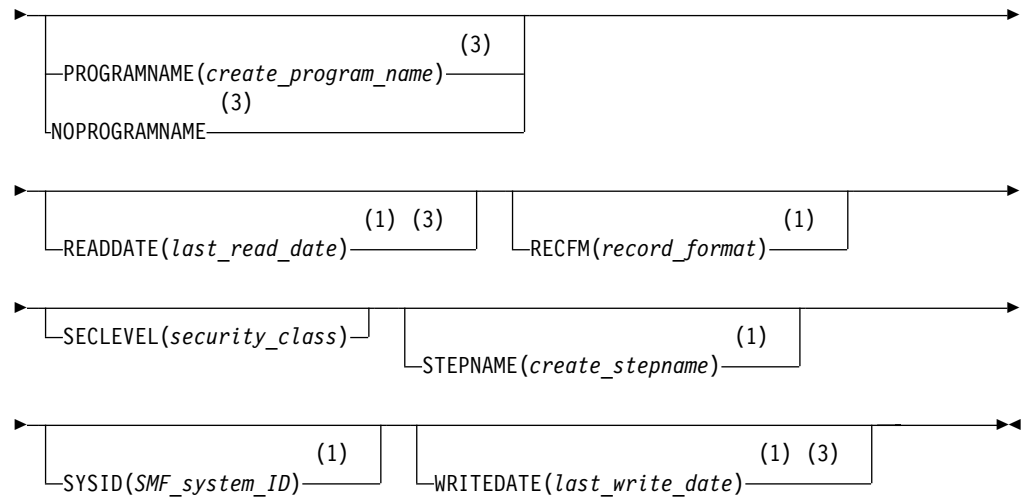 (3)
PROGRAMNAME(create_program_name)
(3)
NOPROGRAMNAME
(1) (3) (1)
READDATE(last_read_date) RECFM(record_format)
SECLEVEL(security_class) (1)
STEPNAME(create_stepname)
(1) (1) (3)
SYSID(SMF_system_ID) WRITEDATE(last_write_date)